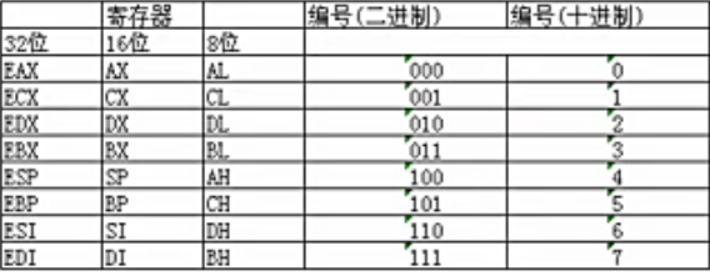 寄存器 编号(二进制) 编号(十进制)
32位 16位 8位
EAX AX AL 000 0
ECX CX CL 001 1
EDX DX DL 010 2
EBX BX BL 011 3
ESP SP AH 100 4
EBP BP CH 101 5
ESI SI DH 110 6
EDI DI BH 111 7